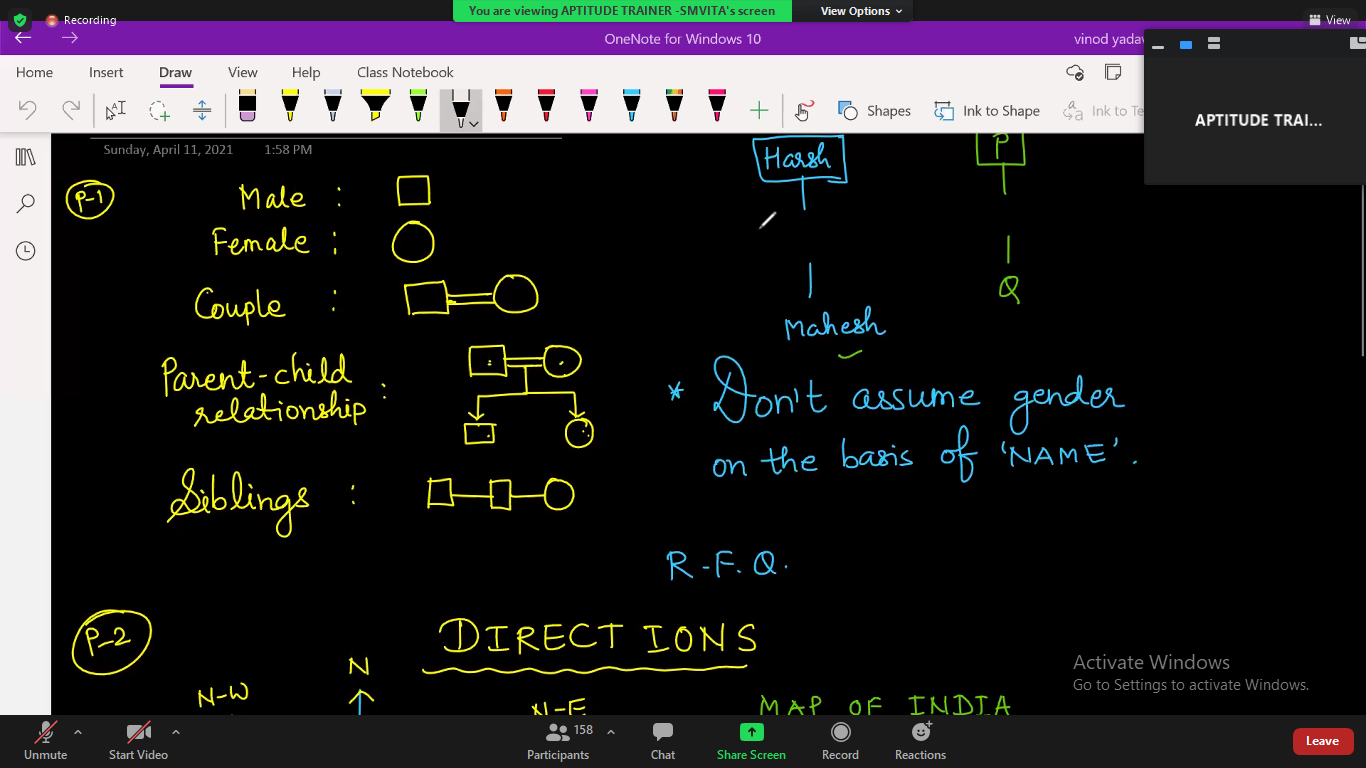 Recording
You are viewing APTITUDE TRAINER -SMVITA's screen
View Options
View
OneNote for Windows 10
vinod yadav
Home
Insert
Draw
View
Help
Class Notebook
Shapes
Ink to Shape
Ink to Te
APTITUDE TRAI...
Sunday, April 11, 2021
1:58 PM
P-1
Male :
Female :
Couple :
Parent-child
relationship :
Siblings :
Harsh
Mahesh
P
Q
* Don't assume gender
on the basis of 'NAME'.
R.F.Q.
P-2
DIRECTIONS
N-W
N
N-E
MAP OF INDIA
Activate Windows
Go to Settings to activate Windows.
Unmute
Start Video
Participants
158
Chat
Share Screen
Record
Reactions
Leave